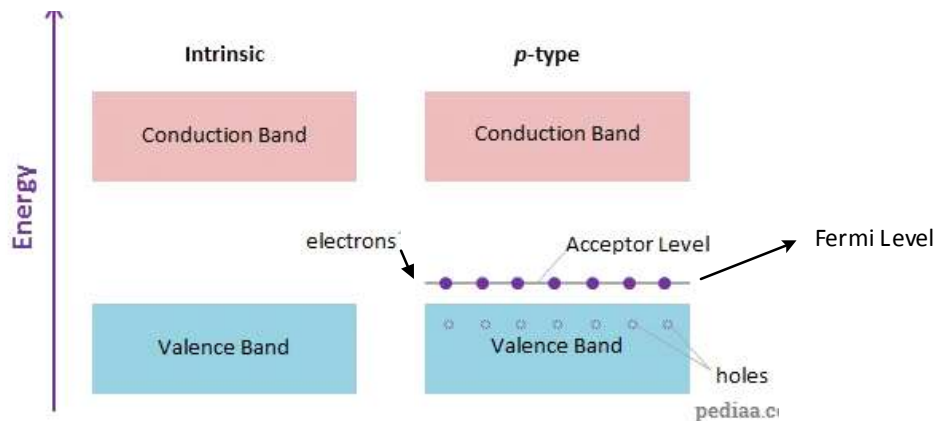 Intrinsic
p-type
Conduction Band
Conduction Band
Energy
electrons
Acceptor Level
Fermi Level
Valence Band
Valence Band
holes
pediaa.c